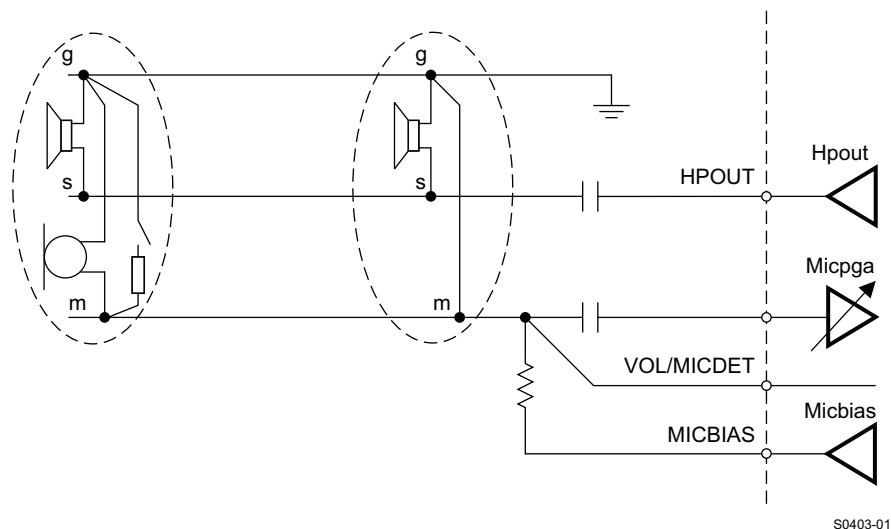 g
g
s
s
HPOUT
Hpout
Micpga
m
m
VOL/MICDET
Micbias
MICBIAS
S0403-01